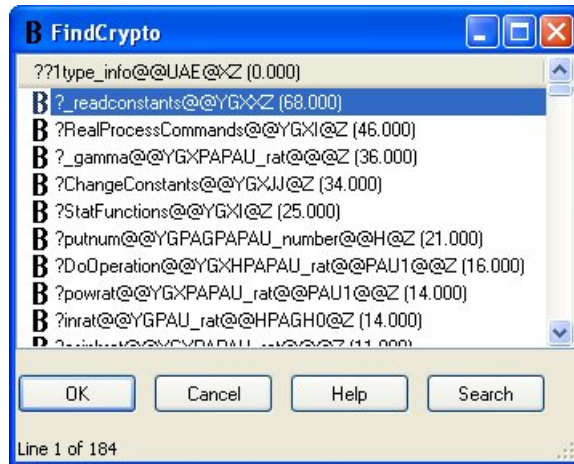 FindCrypto
??1type_info@@UAE@XZ (0.000)
?_readconstants@@YGXXZ (68.000)
?RealProcessCommands@@YGXI@Z (46.000)
?_gamma@@YGXPAPAU_rat@@@Z (36.000)
?ChangeConstants@@YGXJJ@Z (34.000)
?StatFunctions@@YGXI@Z (25.000)
?putnum@@YGPAGPAPAU_number@@H@Z (21.000)
?DoOperation@@YGXHPAPAU_rat@@PAU1@@Z (16.000)
?powrat@@YGXPAPAU_rat@@PAU1@@Z (14.000)
?inrat@@YGPAU_rat@@HPAGH0@Z (14.000)
OK Cancel Help Search
Line 1 of 184